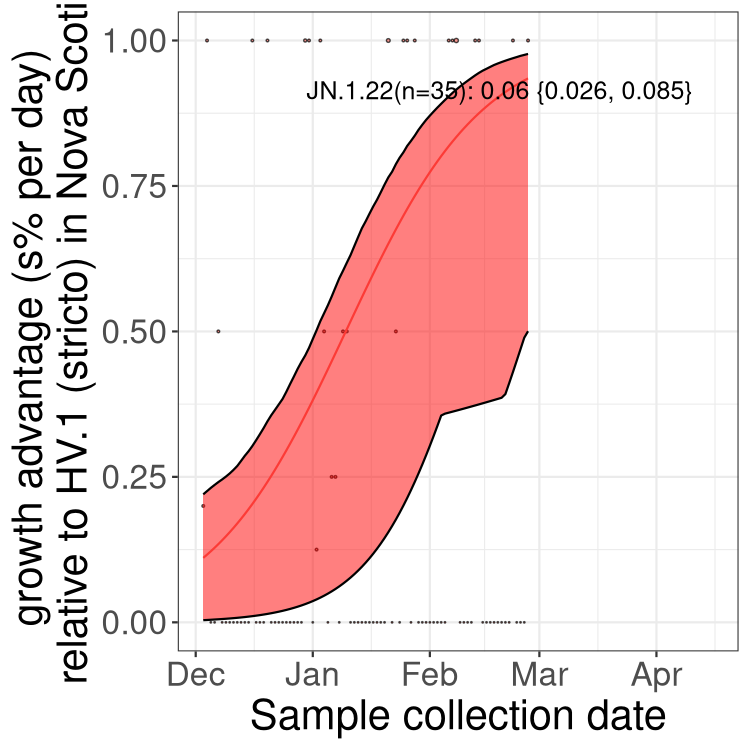 growth advantage (s% per day)
relative to HV.1 (stricto) in Nova Scoti
1.00
0.75
0.50
0.25
0.00
JN.1.22(n=35): 0.06 {0.026, 0.085}
Dec Jan Feb Mar Apr
Sample collection date